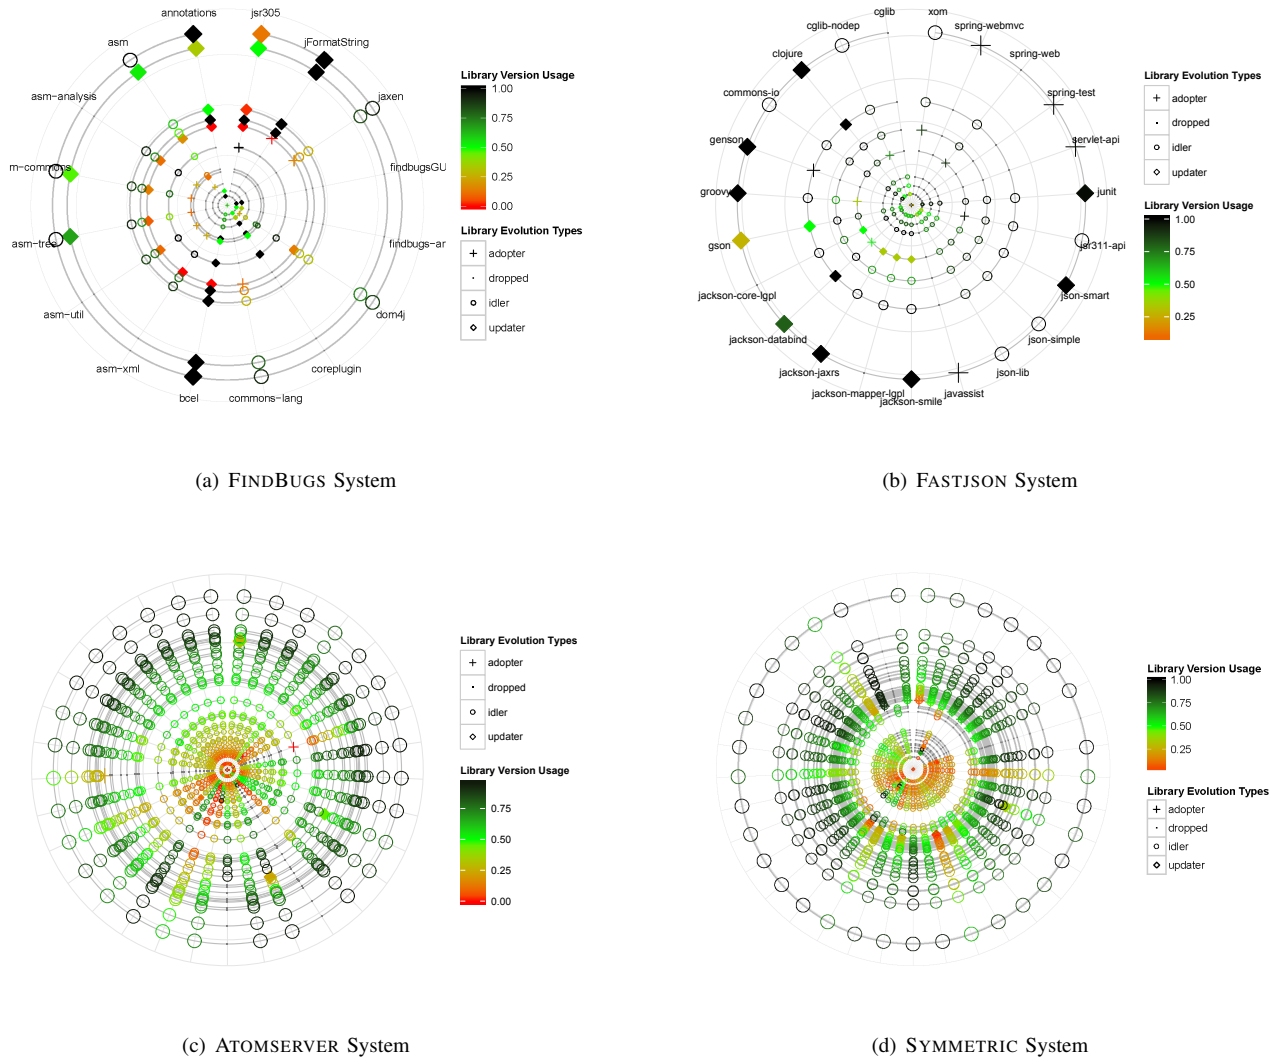 annotations
jsr305
asm
jFormatString
asm-analysis
jaxen
m-commons
findbugsGU
asm-tree
findbugs-ar
asm-util
dom4j
asm-xml
coreplugin
bcel
commons-lang
Library Version Usage
1.00
0.75
0.50
0.25
0.00
Library Evolution Types
adopter
dropped
idler
updater
(a) FINDBUGS System
cglib
xom
cglib-nodep
spring-webmvc
clojure
spring-web
commons-io
spring-test
genson
servlet-api
groovy
junit
gson
jsr311-api
jackson-core-lgpl
json-smart
jackson-databind
json-simple
jackson-jaxrs
json-lib
jackson-mapper-lgpl
javassist
jackson-smile
Library Evolution Types
adopter
dropped
idler
updater
Library Version Usage
1.00
0.75
0.50
0.25
(b) FASTJSON System
Library Evolution Types
adopter
dropped
idler
updater
Library Version Usage
0.75
0.50
0.25
0.00
(c) ATOMSERVER System
Library Version Usage
1.00
0.75
0.50
0.25
Library Evolution Types
adopter
dropped
idler
updater
(d) SYMMETRIC System